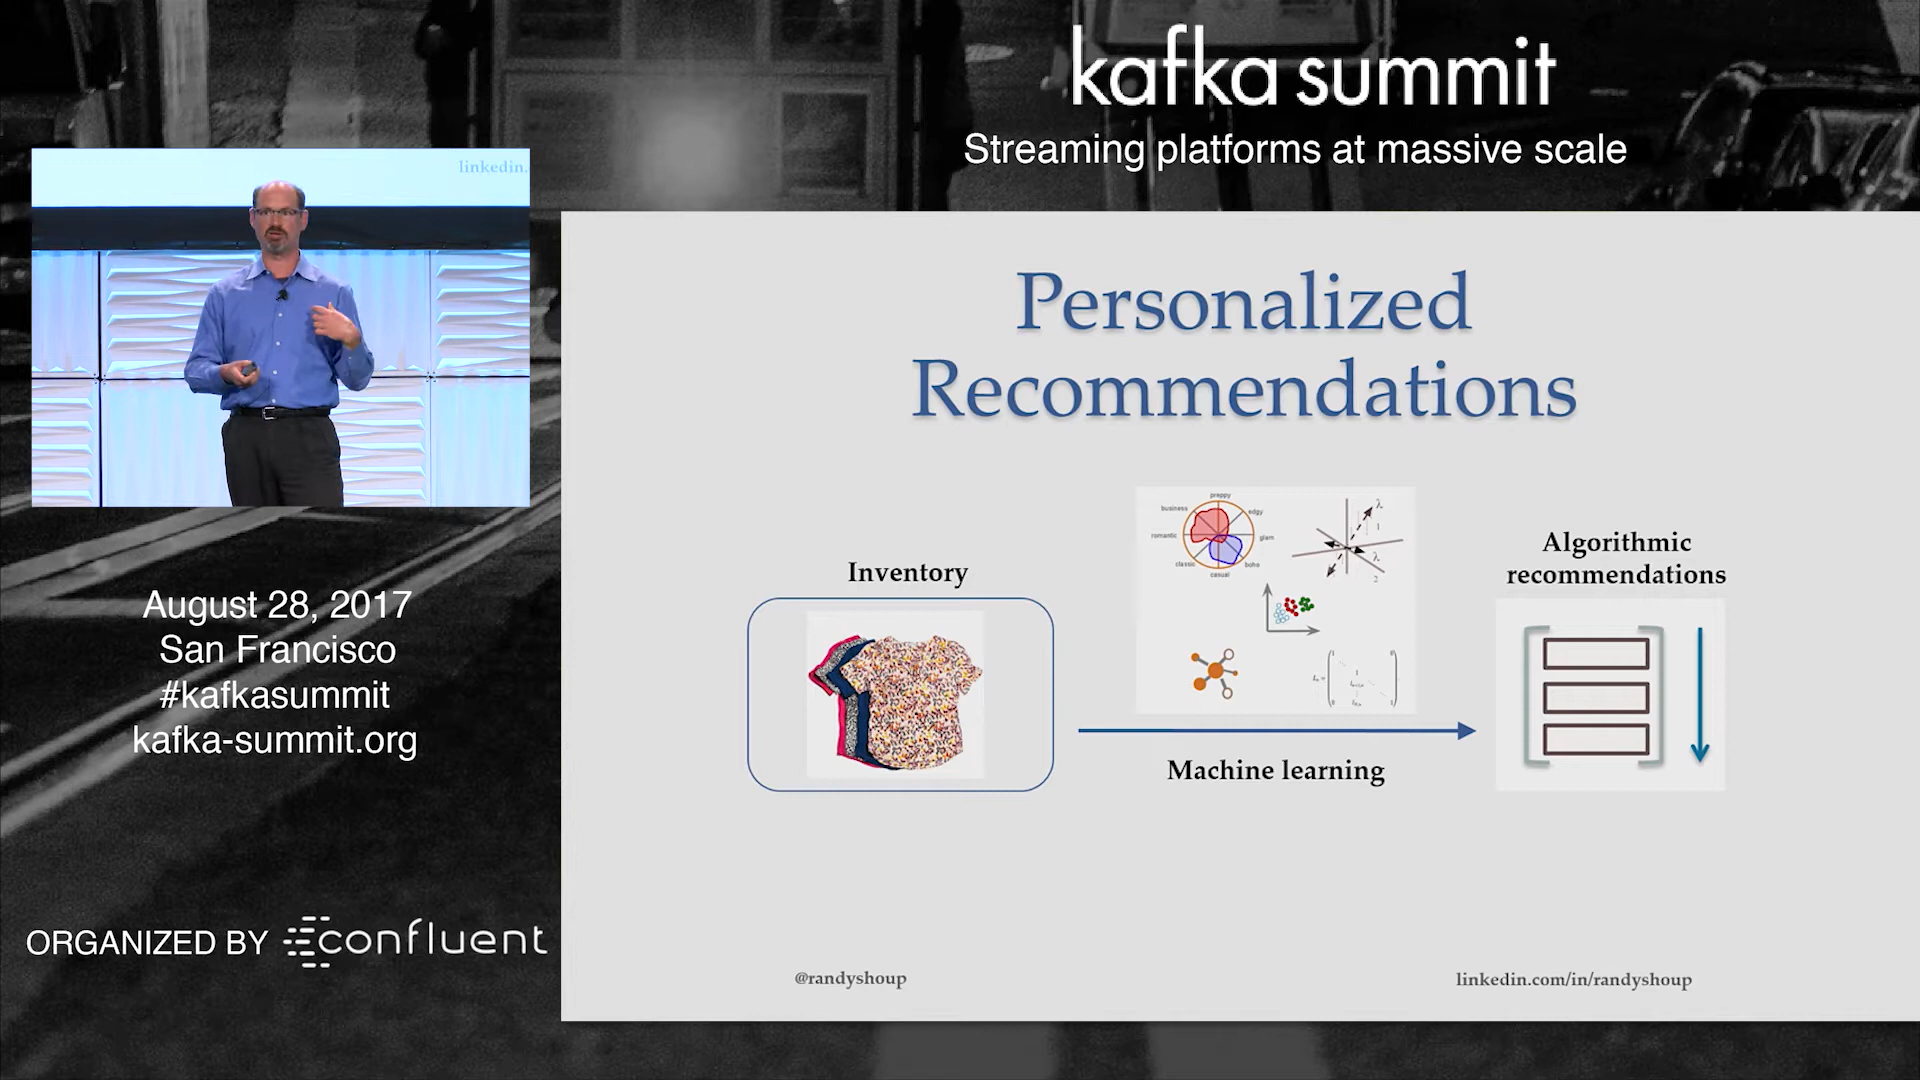 kafka summit
Streaming platforms at massive scale
linkedin.
August 28, 2017
San Francisco
#kafkasummit
kafka-summit.org
ORGANIZED BY confluent
Personalized
Recommendations
Inventory
preppy
business
edgy
romantic
glam
classic
boho
casual
λ
1
λ
2
Machine learning
Algorithmic
recommendations
@randyshoup
linkedin.com/in/randyshoup